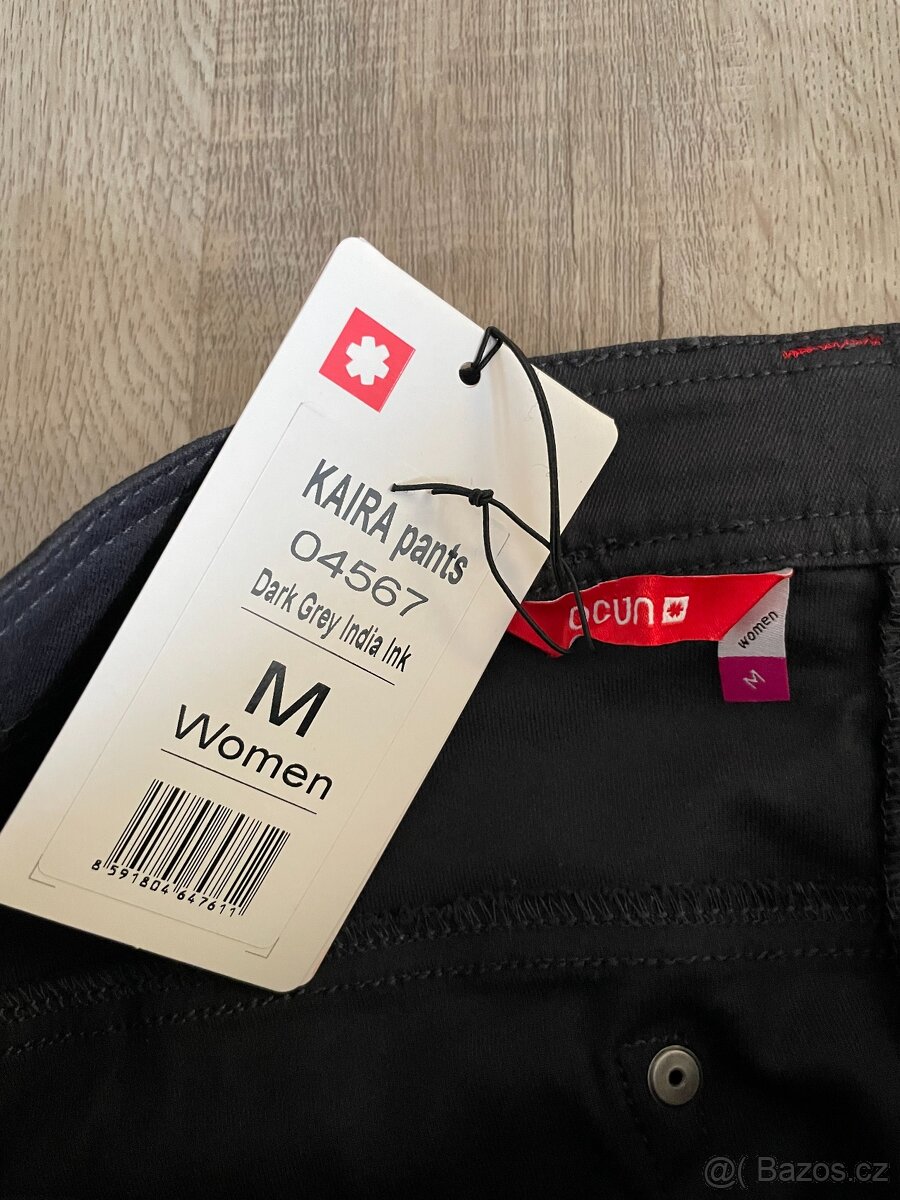 KAIRA pants
04567
Dark Grey India Ink
M
Women
8 591804 647611
ocun
women
M
@( Bazos.cz